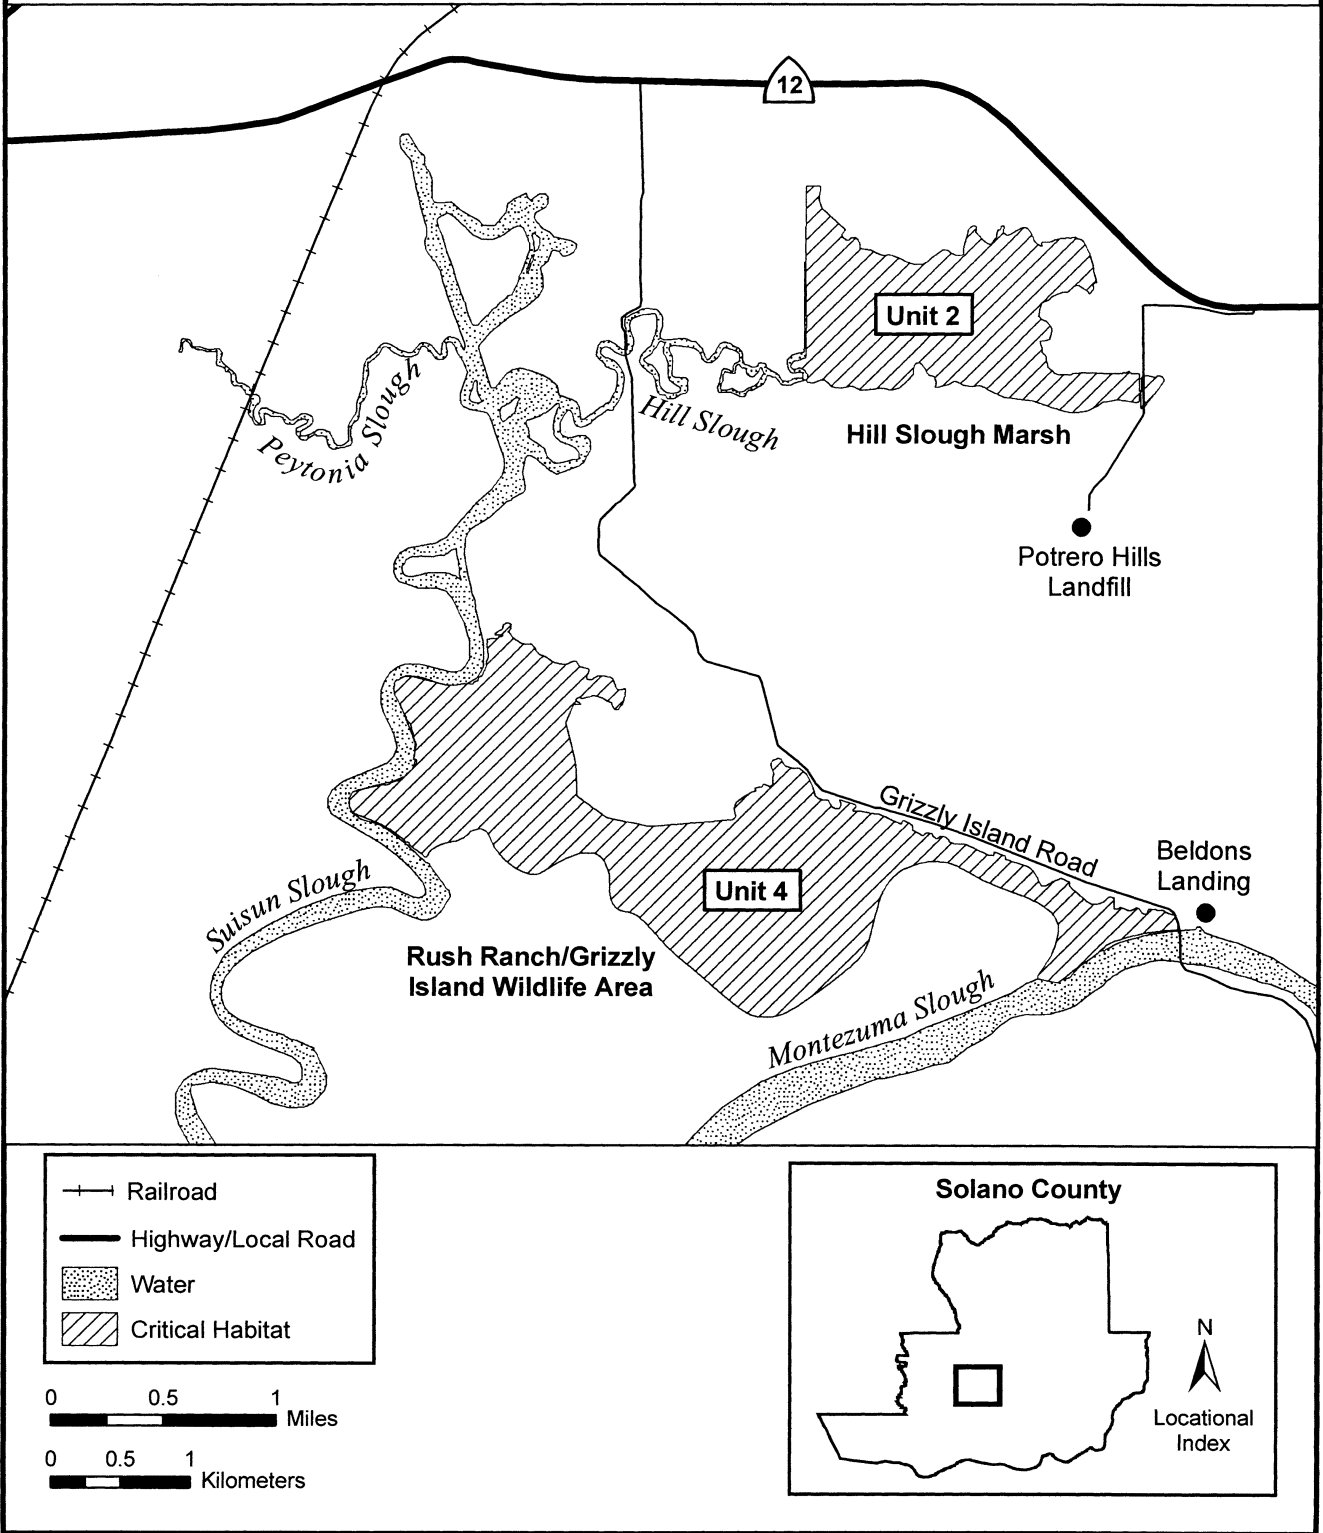 12
Unit 2
Peytonia Slough
Hill Slough
Hill Slough Marsh
Potrero Hills
Landfill
Grizzly Island Road
Beldons
Landing
Unit 4
Suisun Slough
Rush Ranch/Grizzly
Island Wildlife Area
Montezuma Slough
Railroad
Highway/Local Road
Water
Critical Habitat
0 0.5 1
Miles
0 0.5 1
Kilometers
Solano County
N
Locational
Index